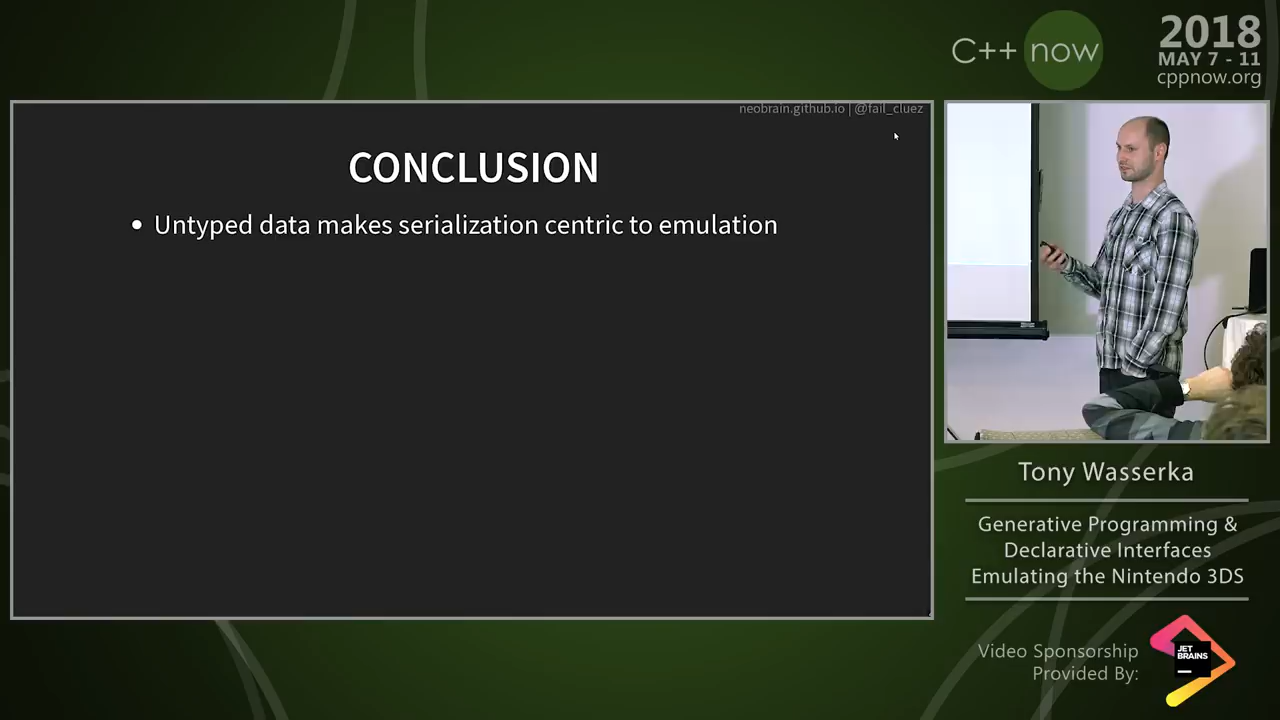 C++ now
2018
MAY 7 - 11
cppnow.org
neobrain.github.io | @fail_cluez
CONCLUSION
• Untyped data makes serialization centric to emulation
Tony Wasserka
Generative Programming &
Declarative Interfaces
Emulating the Nintendo 3DS
Video Sponsorship
Provided By:
JET
BRAINS